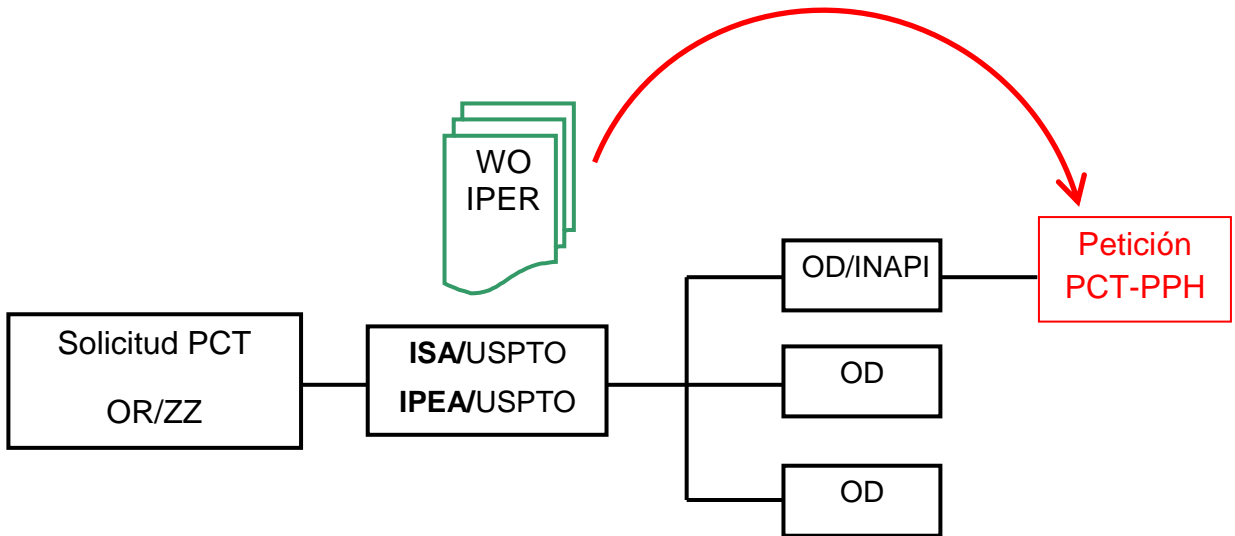 WO
IPER
OD/INAPI
Petición
PCT-PPH
Solicitud PCT
OR/ZZ
ISA/USPTO
IPEA/USPTO
OD
OD